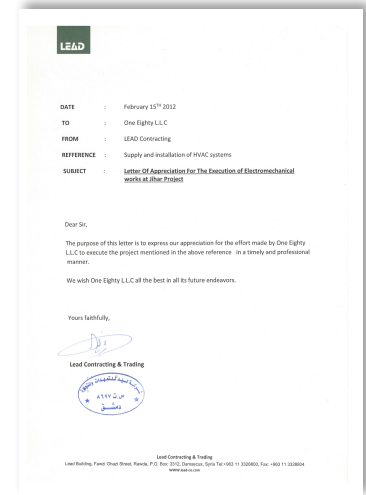 LEAD
DATE : February 15TH 2012
TO : One Eighty L.L.C
FROM : LEAD Contracting
REFFERENCE : Supply and installation of HVAC systems
SUBJECT : Letter Of Appreciation For The Execution of Electromechanical
works at Jihar Project
Dear Sir,
The purpose of this letter is to express our appreciation for the effort made by One Eighty
L.L.C to execute the project mentioned in the above reference in a timely and professional
manner.
We wish One Eighty L.L.C all the best in all its future endeavors.
Yours faithfully,
Lead Contracting & Trading
س.ت ٨٦٩٧
دمشق
Lead Contracting & Trading
Lead Building, Fawzi Ghazi Street, Rawda, P.O. Box: 3312, Damascus, Syria Tel:+963 11 3326803, Fax: +963 11 3328804
www.lead-co.com